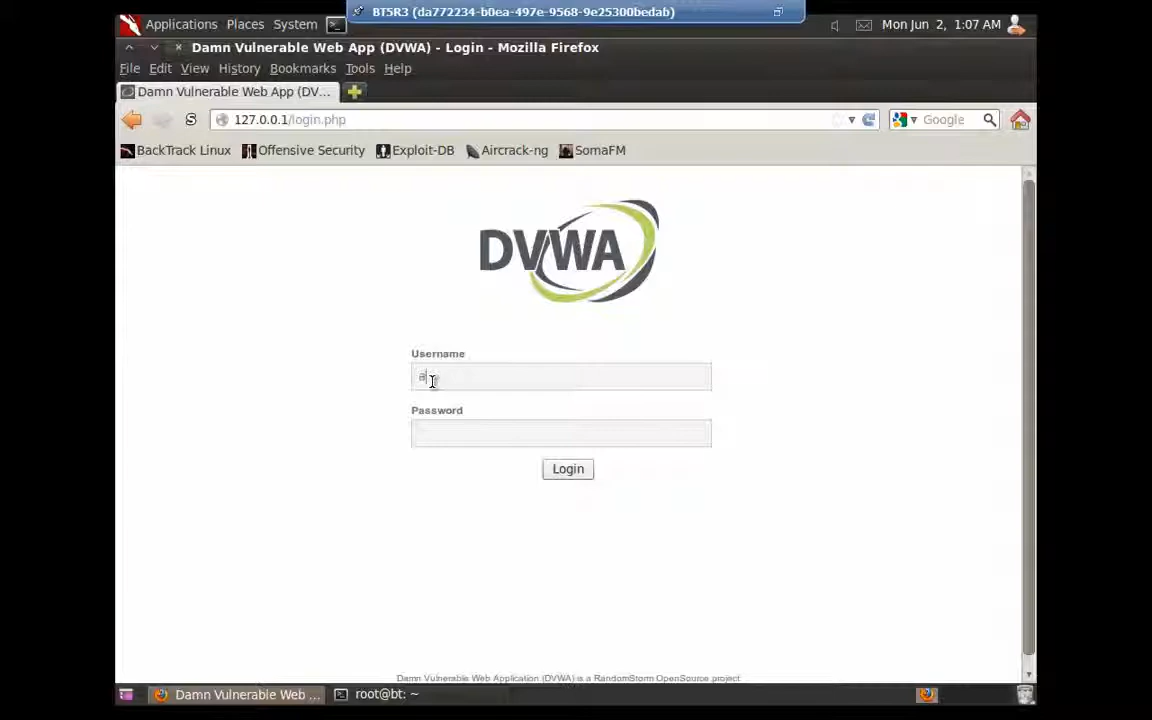 BT5R3 (da772234-b0ea-497e-9568-9e25300bedab)
Applications Places System Mon Jun 2, 1:07 AM
Damn Vulnerable Web App (DVWA) - Login - Mozilla Firefox
File Edit View History Bookmarks Tools Help
Damn Vulnerable Web App (DV...
S 127.0.0.1/login.php Google
BackTrack Linux Offensive Security Exploit-DB Aircrack-ng SomaFM
DVWA
Username
a
Password
Login
Damn Vulnerable Web Application (DVWA) is a RandomStorm OpenSource project
Damn Vulnerable Web ... root@bt: ~